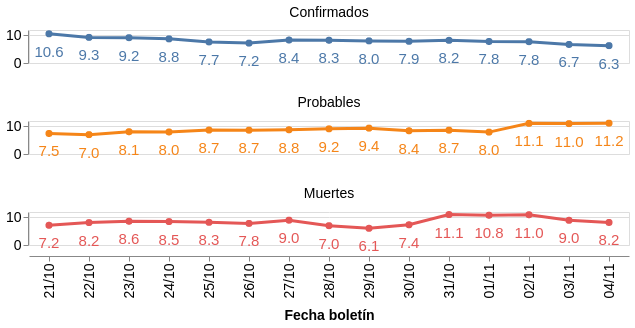 Confirmados
10
0
10.6 9.3 9.2 8.8 7.7 7.2 8.4 8.3 8.0 7.9 8.2 7.8 7.8 6.7 6.3
Probables
10
0
7.5 7.0 8.1 8.0 8.7 8.7 8.8 9.2 9.4 8.4 8.7 8.0 11.1 11.0 11.2
Muertes
10
0
7.2 8.2 8.6 8.5 8.3 7.8 9.0 7.0 6.1 7.4 11.1 10.8 11.0 9.0 8.2
21/10 22/10 23/10 24/10 25/10 26/10 27/10 28/10 29/10 30/10 31/10 01/11 02/11 03/11 04/11
Fecha boletín